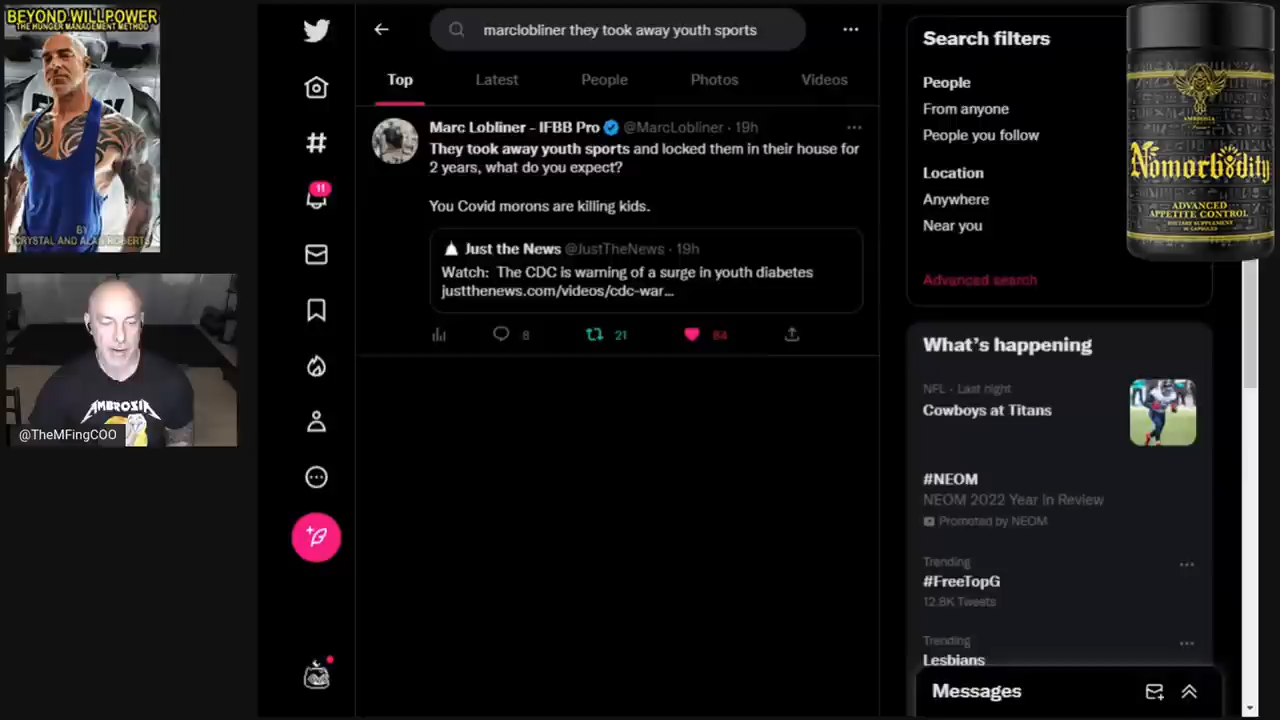 BEYOND WILLPOWER
THE HUNGER MANAGEMENT METHOD
BY
CRYSTAL AND ALAN ROBERTS
AMBROSIA
@TheMFingCOO
marclobliner they took away youth sports
Top
Latest
People
Photos
Videos
Marc Lobliner - IFBB Pro @MarcLobliner · 19h
They took away youth sports and locked them in their house for
2 years, what do you expect?
You Covid morons are killing kids.
Just the News @JustTheNews · 19h
Watch: The CDC is warning of a surge in youth diabetes
justthenews.com/videos/cdc-war...
8
21
84
11
Search filters
People
From anyone
People you follow
Location
Anywhere
Near you
Advanced search
What's happening
NFL · Last night
Cowboys at Titans
#NEOM
NEOM 2022 Year In Review
Promoted by NEOM
Trending
#FreeTopG
12.8K Tweets
Trending
Lesbians
Messages
AMBROSIA
Nomorbidity
ADVANCED
APPETITE CONTROL
DIETARY SUPPLEMENT